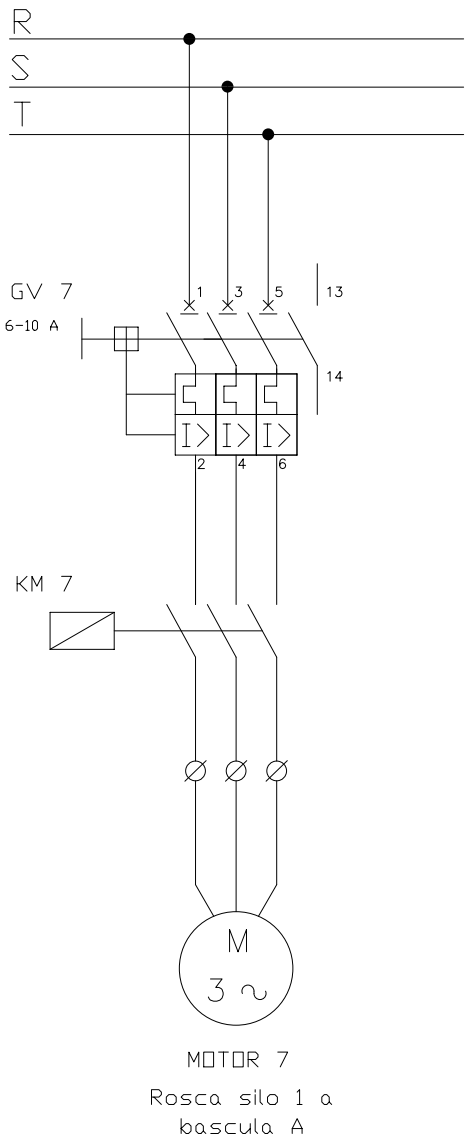 R
S
T
GV 7
1 3 5 13
6-10 A
14
I> I> I>
2 4 6
KM 7
M
3 ~
MOTOR 7
Rosca silo 1 a
bascula A